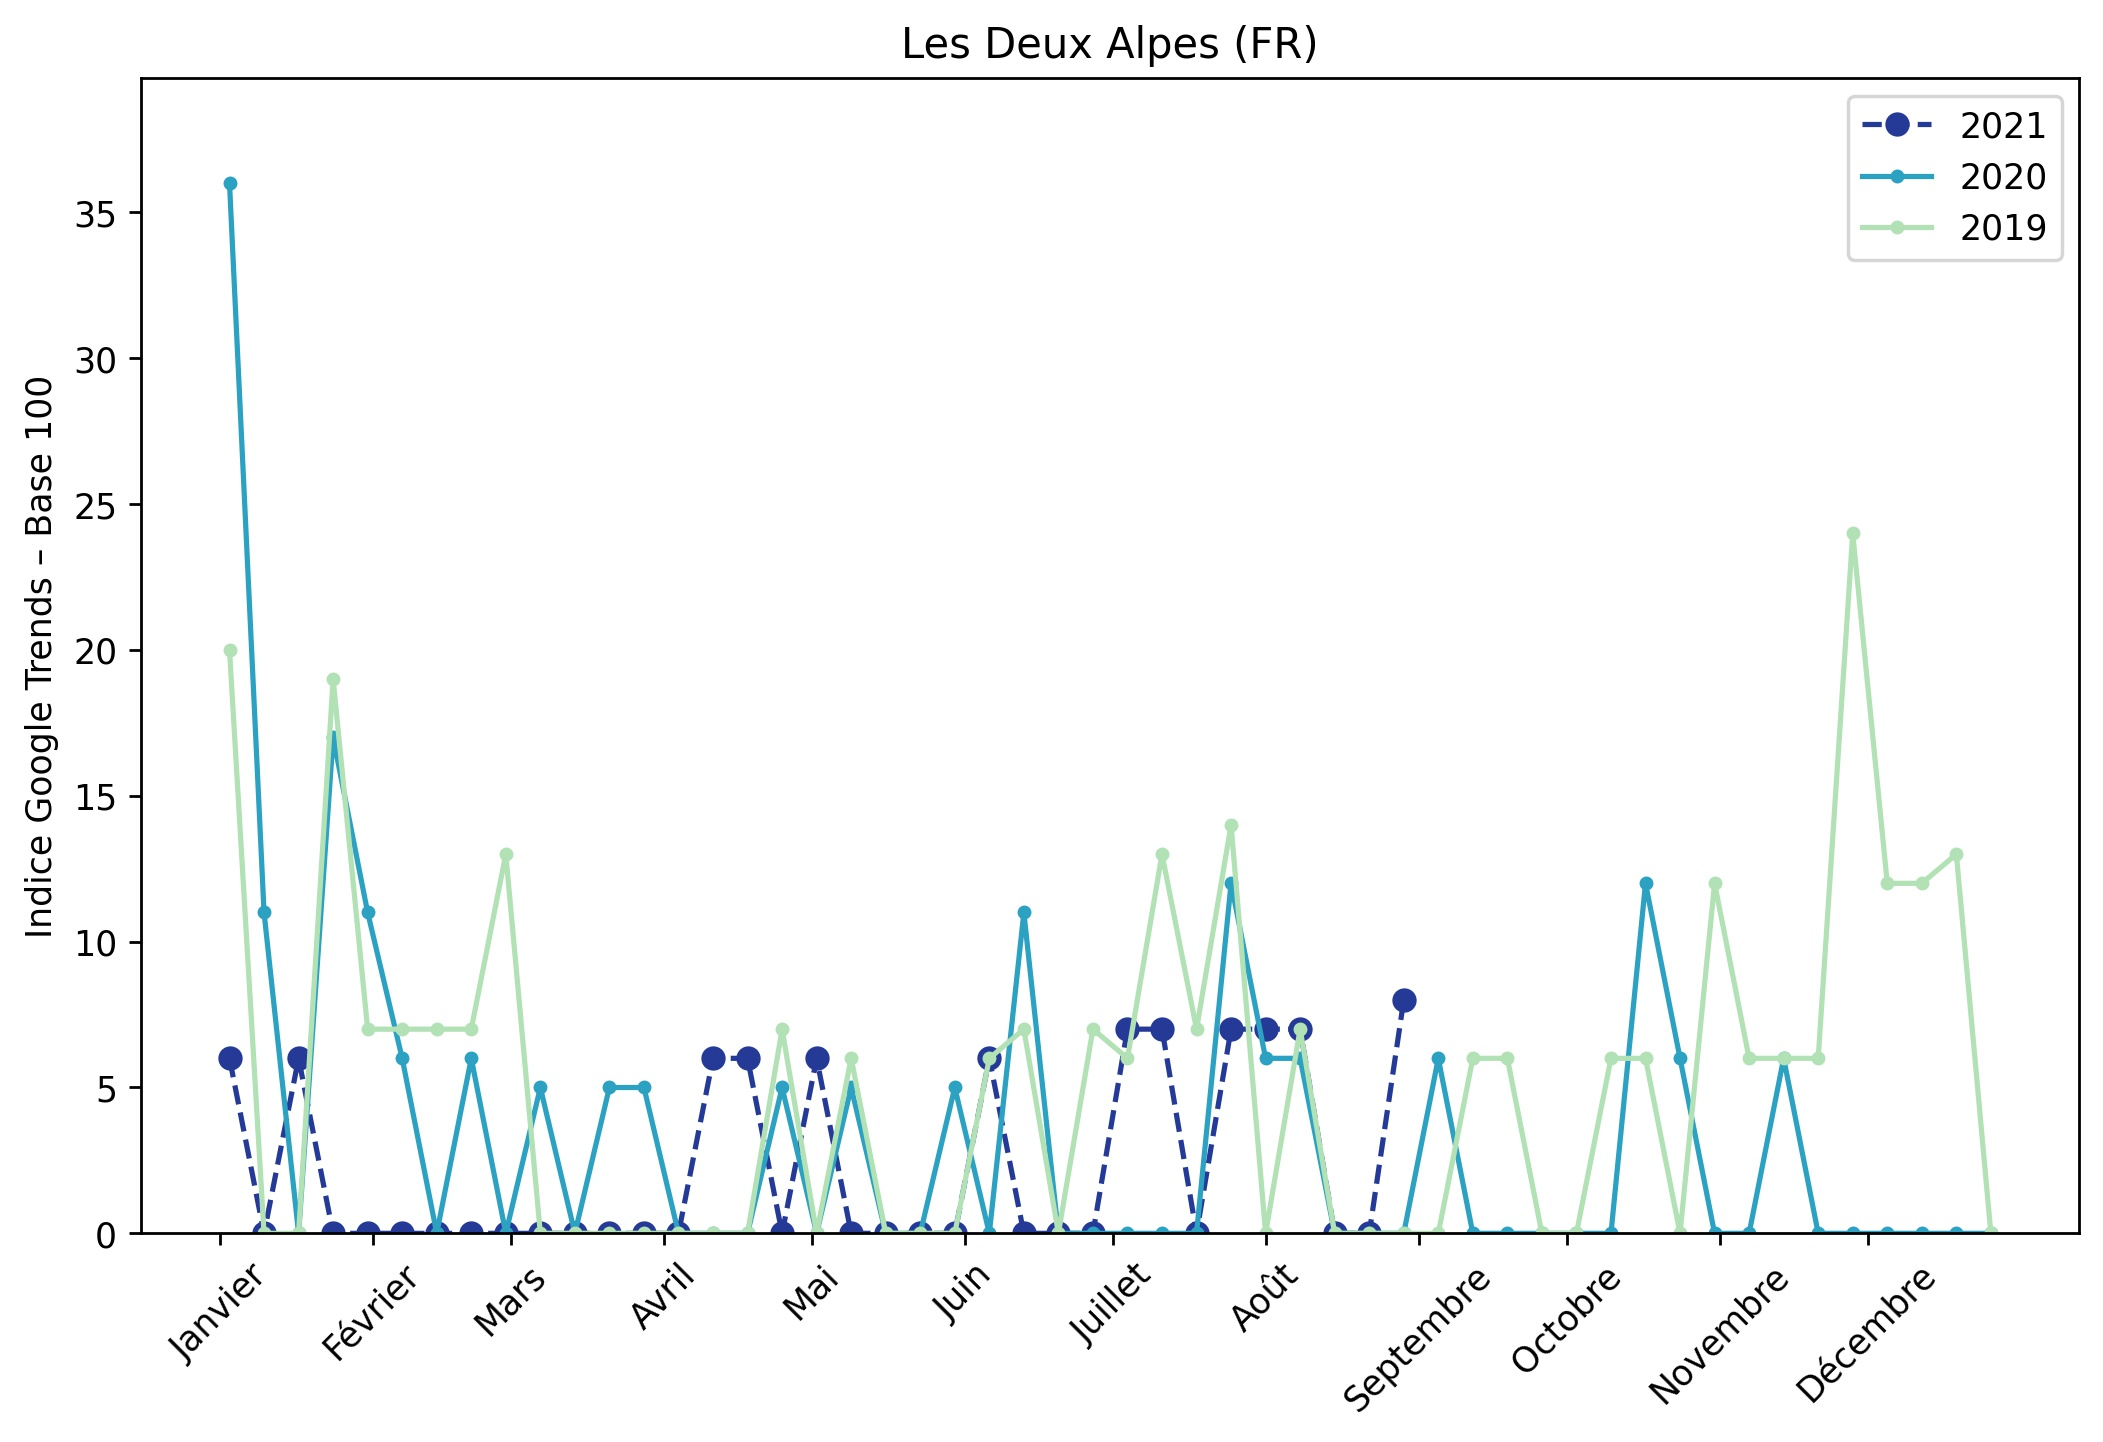 Les Deux Alpes (FR)
2021
2020
2019
Indice Google Trends – Base 100
35
30
25
20
15
10
5
0
Janvier
Février
Mars
Avril
Mai
Juin
Juillet
Août
Septembre
Octobre
Novembre
Décembre